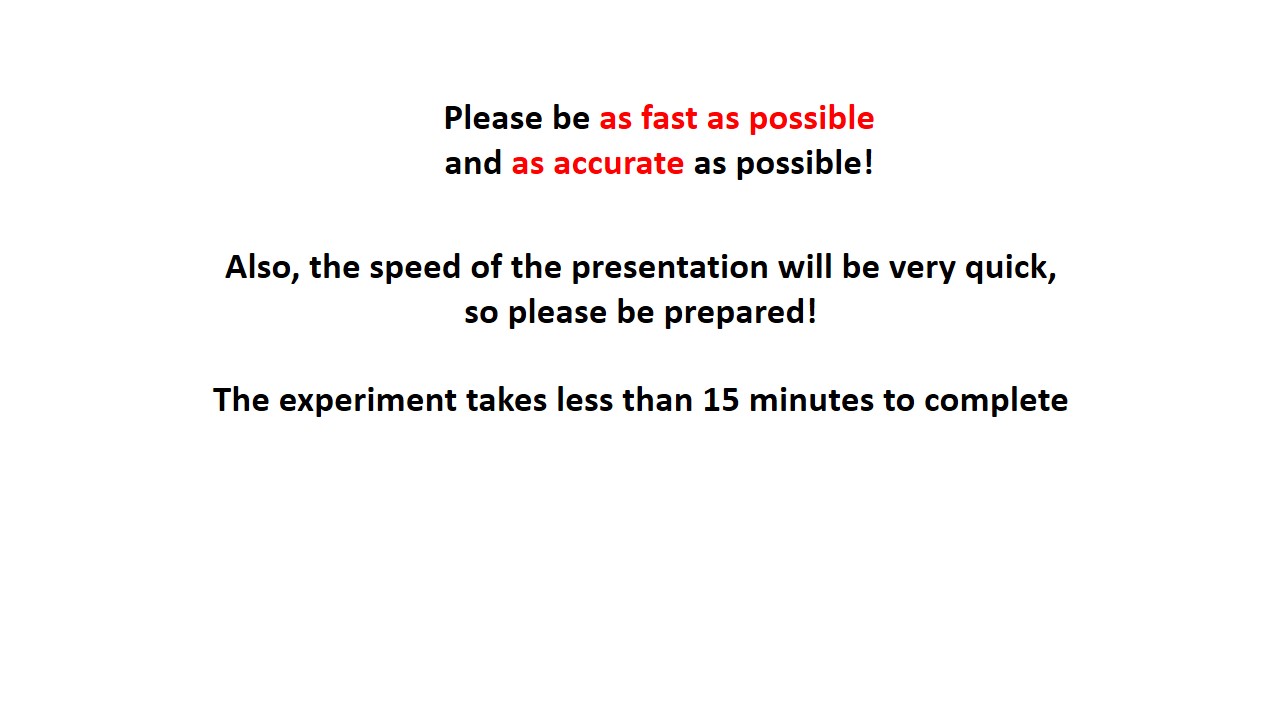 Please be as fast as possible
and as accurate as possible!
Also, the speed of the presentation will be very quick,
so please be prepared!
The experiment takes less than 15 minutes to complete